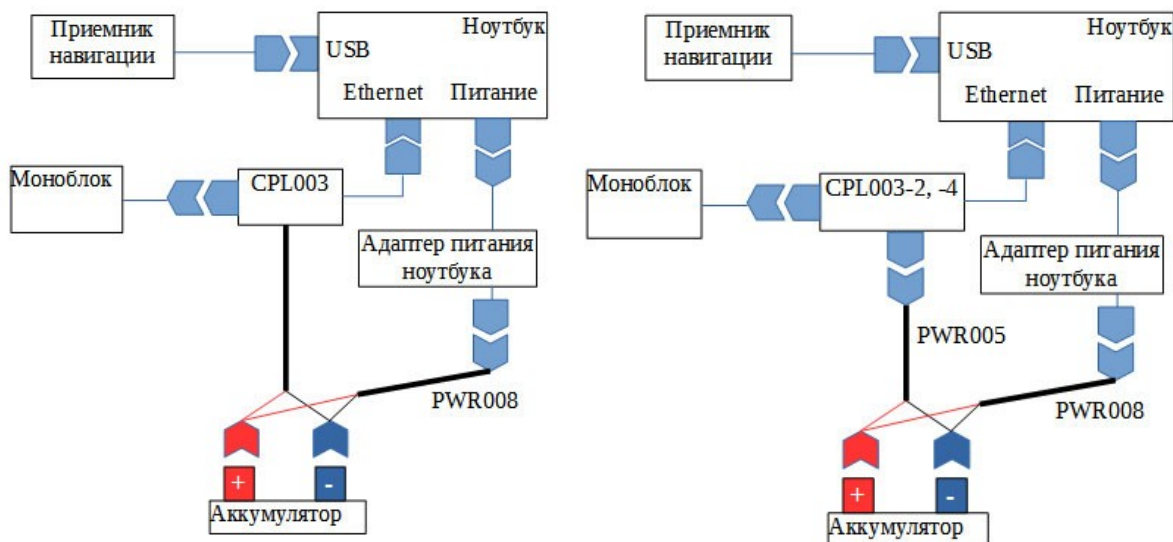 Приемник
навигации
Ноутбук
USB
Ethernet
Питание
Моноблок
CPL003
Адаптер питания
ноутбука
PWR008
+
-
Аккумулятор
Приемник
навигации
Ноутбук
USB
Ethernet
Питание
Моноблок
CPL003-2, -4
Адаптер питания
ноутбука
PWR005
PWR008
+
-
Аккумулятор